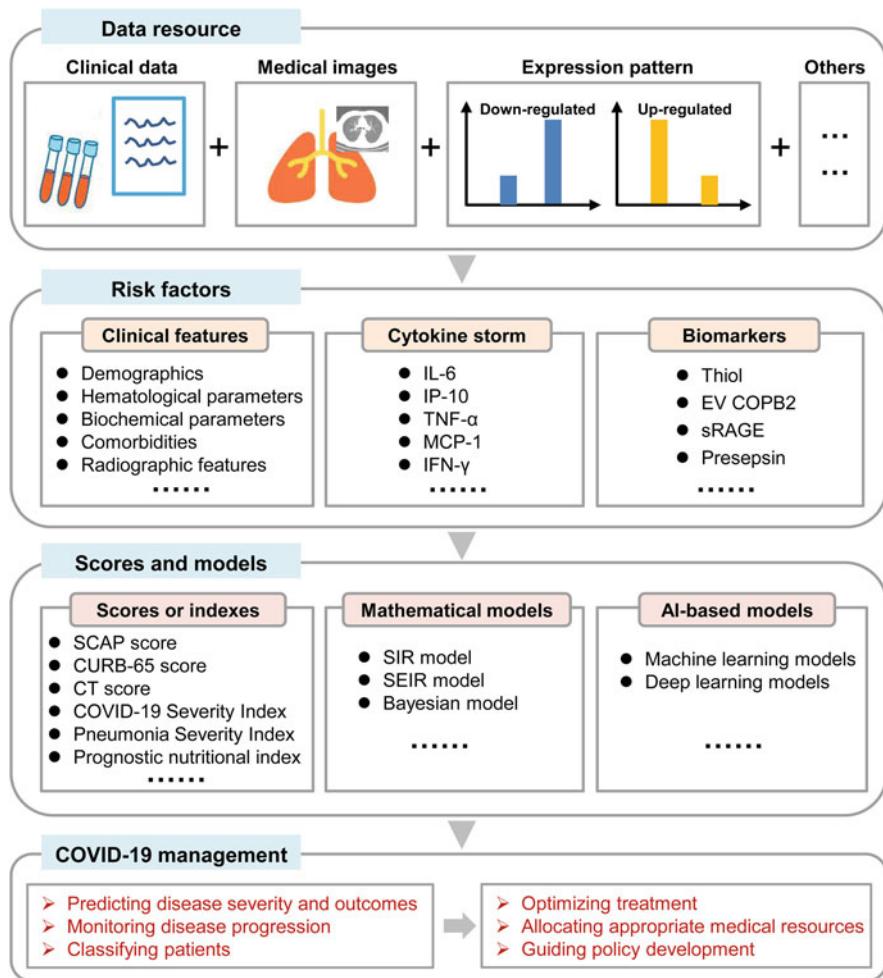 Data resource
Clinical data
Medical images
Expression pattern
Others
Down-regulated
Up-regulated
+
+
+
...
...
Risk factors
Clinical features
● Demographics
● Hematological parameters
● Biochemical parameters
● Comorbidities
● Radiographic features
......
Cytokine storm
● IL-6
● IP-10
● TNF-α
● MCP-1
● IFN-γ
......
Biomarkers
● Thiol
● EV COPB2
● sRAGE
● Presepsin
......
Scores and models
Scores or indexes
● SCAP score
● CURB-65 score
● CT score
● COVID-19 Severity Index
● Pneumonia Severity Index
● Prognostic nutritional index
......
Mathematical models
● SIR model
● SEIR model
● Bayesian model
......
AI-based models
● Machine learning models
● Deep learning models
......
COVID-19 management
➢ Predicting disease severity and outcomes
➢ Monitoring disease progression
➢ Classifying patients
➢ Optimizing treatment
➢ Allocating appropriate medical resources
➢ Guiding policy development